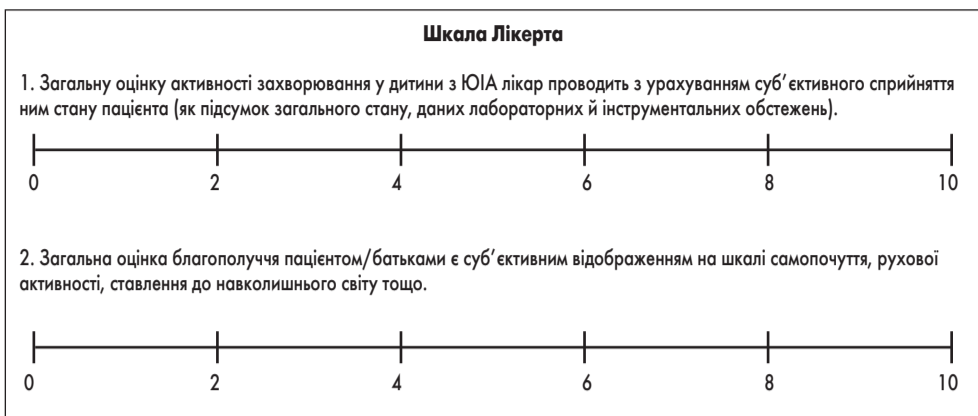 Шкала Лікерта
1. Загальну оцінку активності захворювання у дитини з ЮІА лікар проводить з урахуванням суб’єктивного сприйняття
ним стану пацієнта (як підсумок загального стану, даних лабораторних й інструментальних обстежень).
0 2 4 6 8 10
2. Загальна оцінка благополуччя пацієнтом/батьками є суб’єктивним відображенням на шкалі самопочуття, рухової
активності, ставлення до навколишнього світу тощо.
0 2 4 6 8 10